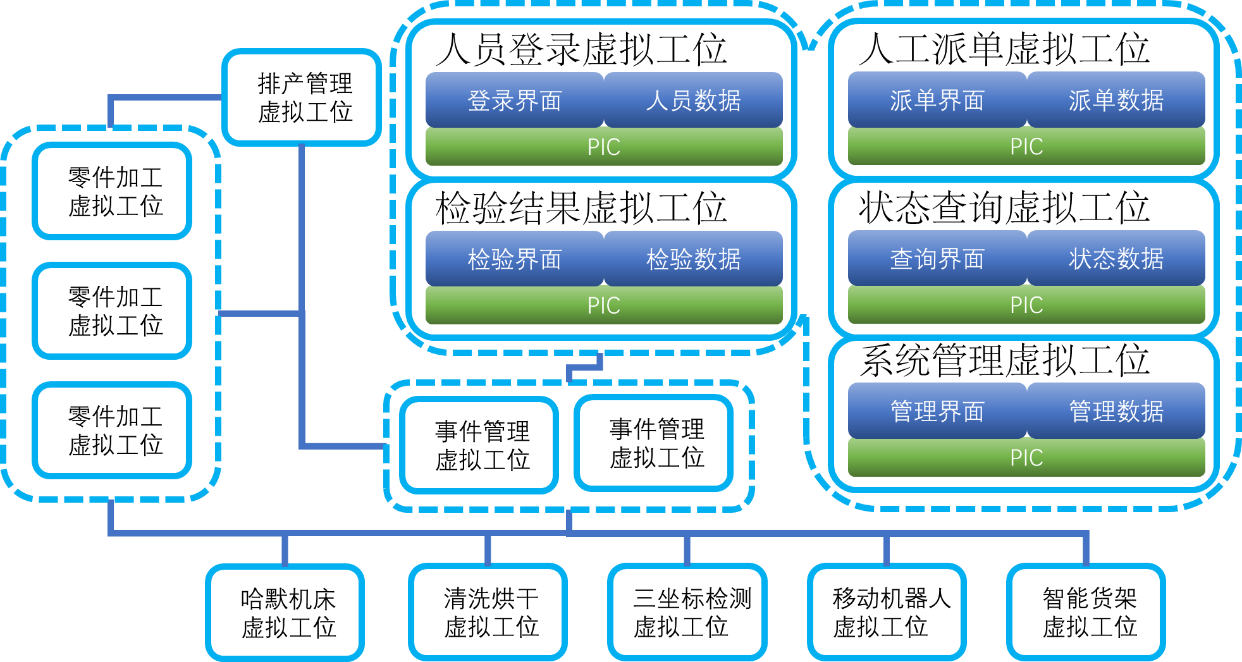 排产管理
虚拟工位
零件加工
虚拟工位
零件加工
虚拟工位
零件加工
虚拟工位
人员登录虚拟工位
登录界面
人员数据
PIC
检验结果虚拟工位
检验界面
检验数据
PIC
人工派单虚拟工位
派单界面
派单数据
PIC
状态查询虚拟工位
查询界面
状态数据
PIC
系统管理虚拟工位
管理界面
管理数据
PIC
事件管理
虚拟工位
事件管理
虚拟工位
哈默机床
虚拟工位
清洗烘干
虚拟工位
三坐标检测
虚拟工位
移动机器人
虚拟工位
智能货架
虚拟工位